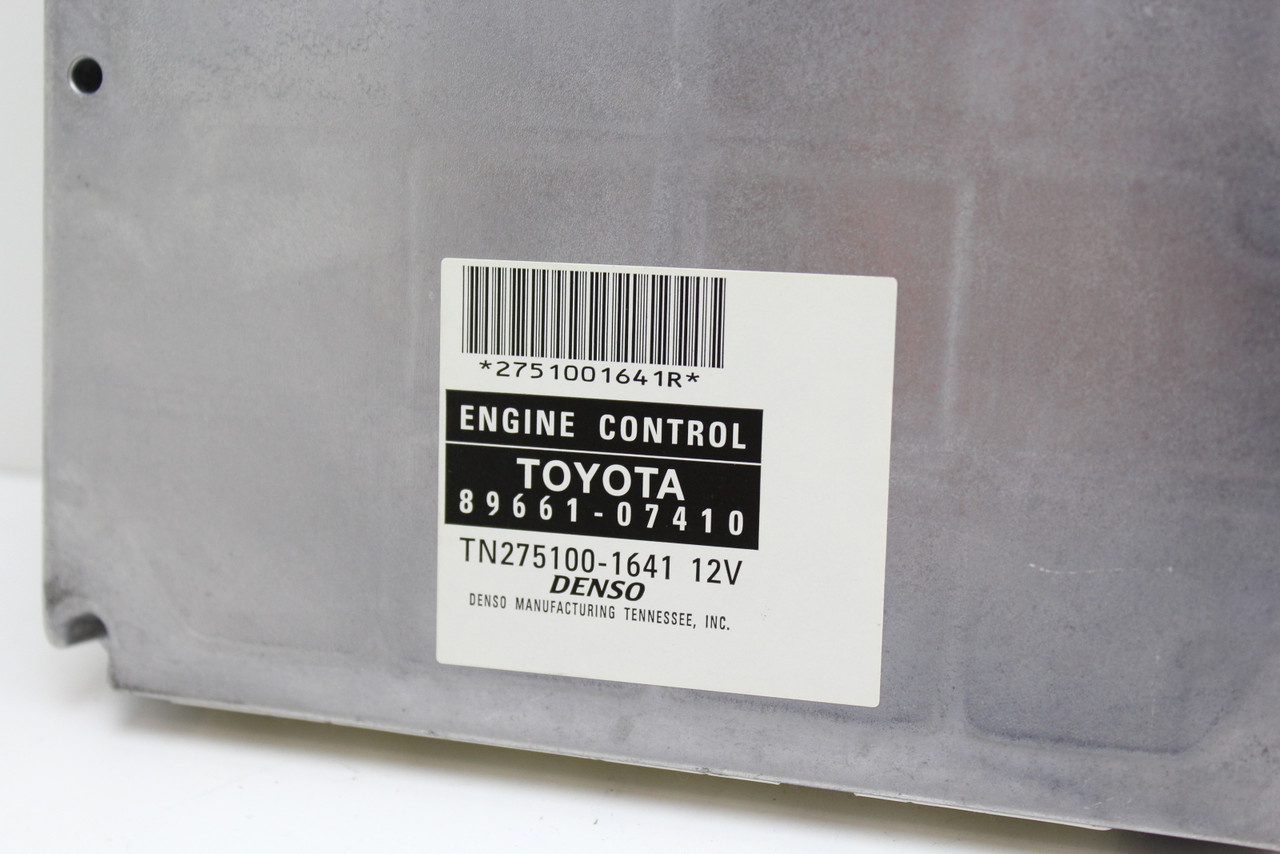 *2751001641R*
ENGINE CONTROL
TOYOTA
89661-07410
TN275100-1641 12V
DENSO
DENSO MANUFACTURING TENNESSEE, INC.